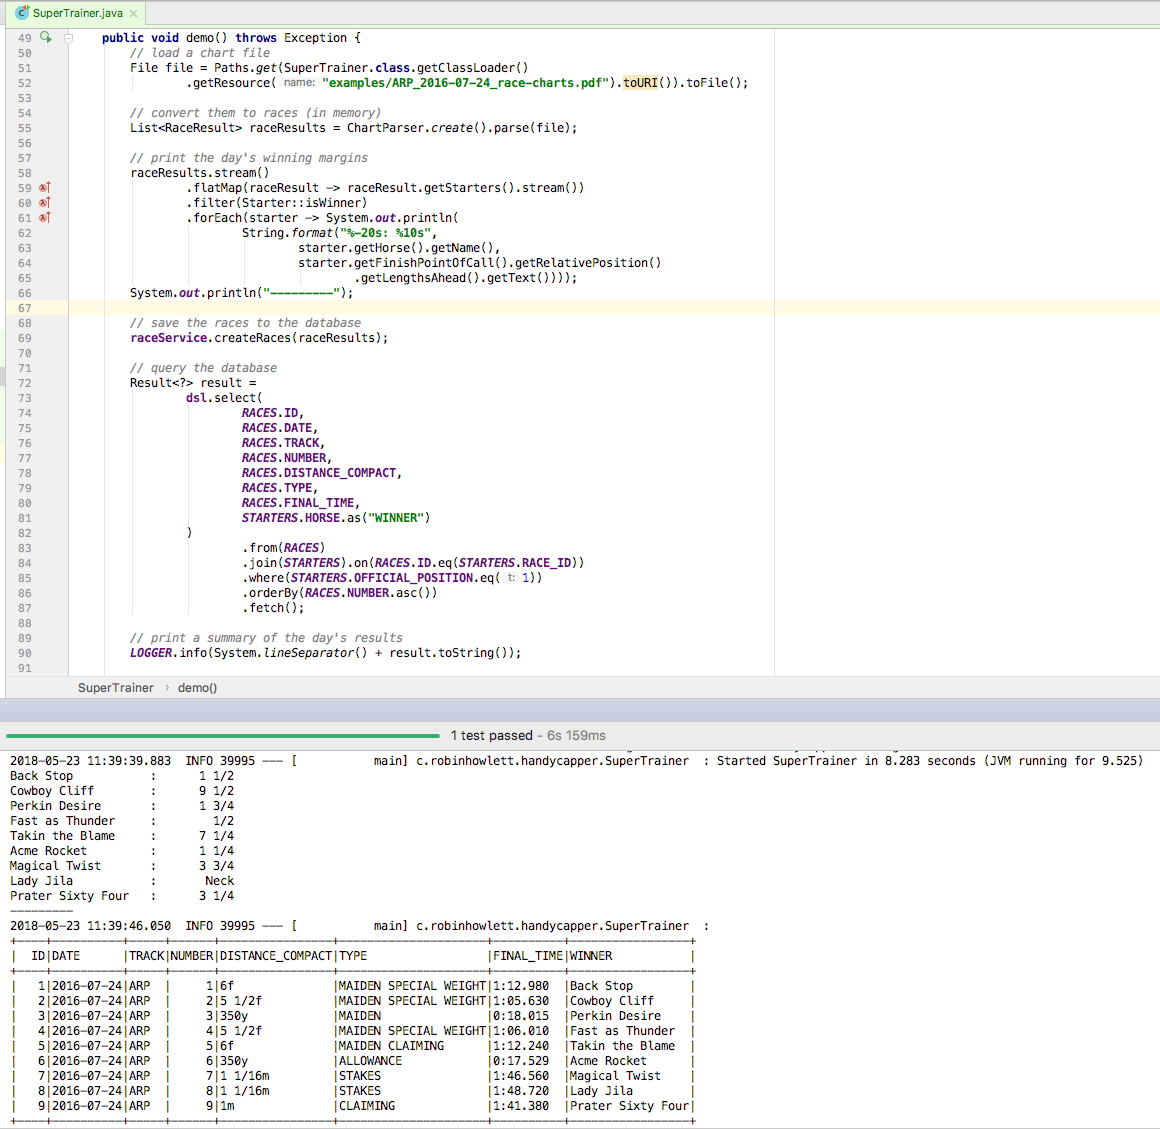 SuperTrainer.java ×
49 public void demo() throws Exception {
50 // load a chart file
51 File file = Paths.get(SuperTrainer.class.getClassLoader()
52 .getResource( name: "examples/ARP_2016-07-24_race-charts.pdf").toURI()).toFile();
53
54 // convert them to races (in memory)
55 List<RaceResult> raceResults = ChartParser.create().parse(file);
56
57 // print the day's winning margins
58 raceResults.stream()
59 .flatMap(raceResult -> raceResult.getStarters().stream())
60 .filter(Starter::isWinner)
61 .forEach(starter -> System.out.println(
62 String.format("%-20s: %10s",
63 starter.getHorse().getName(),
64 starter.getFinishPointOfCall().getRelativePosition()
65 .getLengthsAhead().getText())));
66 System.out.println("---------");
67
68 // save the races to the database
69 raceService.createRaces(raceResults);
70
71 // query the database
72 Result<?> result =
73 dsl.select(
74 RACES.ID,
75 RACES.DATE,
76 RACES.TRACK,
77 RACES.NUMBER,
78 RACES.DISTANCE_COMPACT,
79 RACES.TYPE,
80 RACES.FINAL_TIME,
81 STARTERS.HORSE.as("WINNER")
82 )
83 .from(RACES)
84 .join(STARTERS).on(RACES.ID.eq(STARTERS.RACE_ID))
85 .where(STARTERS.OFFICIAL_POSITION.eq( t: 1))
86 .orderBy(RACES.NUMBER.asc())
87 .fetch();
88
89 // print a summary of the day's results
90 LOGGER.info(System.lineSeparator() + result.toString());
91
SuperTrainer › demo()
1 test passed - 6s 159ms
2018-05-23 11:39:39.883 INFO 39995 --- [ main] c.robinhowlett.handycapper.SuperTrainer : Started SuperTrainer in 8.283 seconds (JVM running for 9.525)
Back Stop : 1 1/2
Cowboy Cliff : 9 1/2
Perkin Desire : 1 3/4
Fast as Thunder : 1/2
Takin the Blame : 7 1/4
Acme Rocket : 1 1/4
Magical Twist : 3 3/4
Lady Jila : Neck
Prater Sixty Four : 3 1/4
---------
2018-05-23 11:39:46.050 INFO 39995 --- [ main] c.robinhowlett.handycapper.SuperTrainer :
+----+----------+-----+------+----------------+----------------------+----------+-----------------+
| ID|DATE |TRACK|NUMBER|DISTANCE_COMPACT|TYPE |FINAL_TIME|WINNER |
+----+----------+-----+------+----------------+----------------------+----------+-----------------+
| 1|2016-07-24|ARP | 1|6f |MAIDEN SPECIAL WEIGHT|1:12.980 |Back Stop |
| 2|2016-07-24|ARP | 2|5 1/2f |MAIDEN SPECIAL WEIGHT|1:05.630 |Cowboy Cliff |
| 3|2016-07-24|ARP | 3|350y |MAIDEN |0:18.015 |Perkin Desire |
| 4|2016-07-24|ARP | 4|5 1/2f |MAIDEN SPECIAL WEIGHT|1:06.010 |Fast as Thunder |
| 5|2016-07-24|ARP | 5|6f |MAIDEN CLAIMING |1:12.240 |Takin the Blame |
| 6|2016-07-24|ARP | 6|350y |ALLOWANCE |0:17.529 |Acme Rocket |
| 7|2016-07-24|ARP | 7|1 1/16m |STAKES |1:46.560 |Magical Twist |
| 8|2016-07-24|ARP | 8|1 1/16m |STAKES |1:48.720 |Lady Jila |
| 9|2016-07-24|ARP | 9|1m |CLAIMING |1:41.380 |Prater Sixty Four|
+----+----------+-----+------+----------------+----------------------+----------+-----------------+